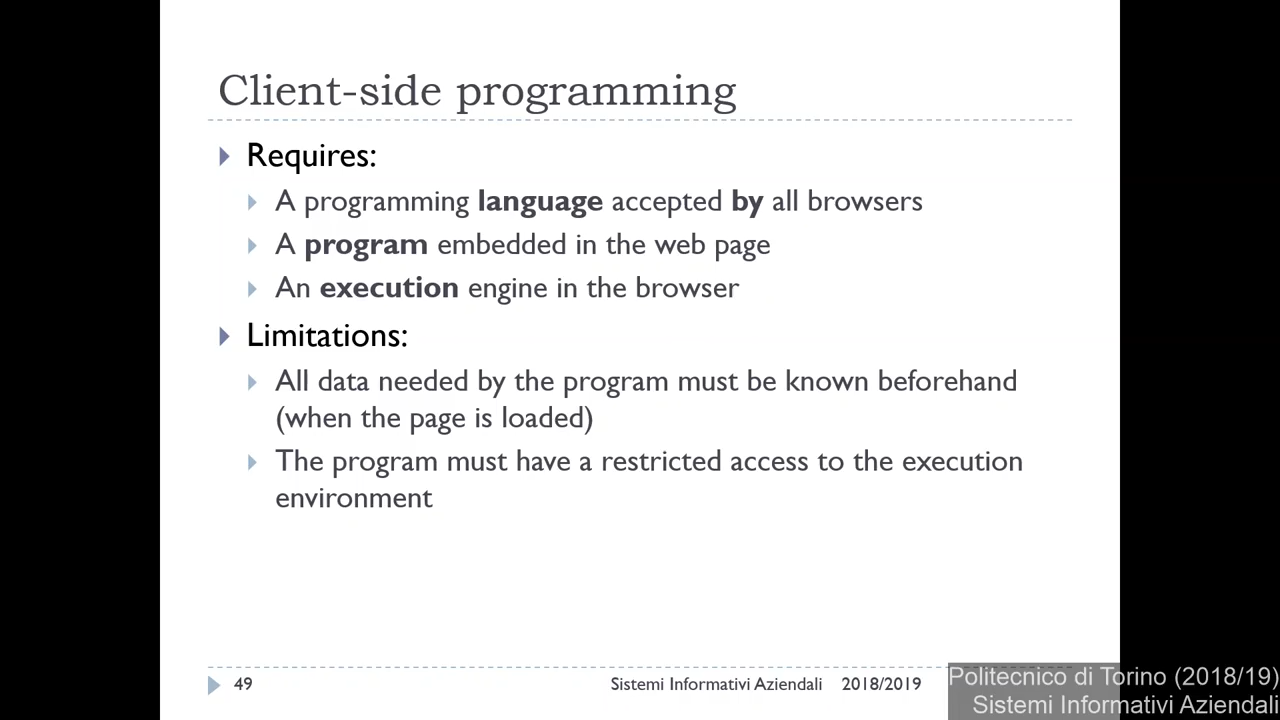 Client-side programming
Requires:
A programming language accepted by all browsers
A program embedded in the web page
An execution engine in the browser
Limitations:
All data needed by the program must be known beforehand
(when the page is loaded)
The program must have a restricted access to the execution
environment
49
Sistemi Informativi Aziendali 2018/2019
Politecnico di Torino (2018/19)
Sistemi Informativi Aziendali